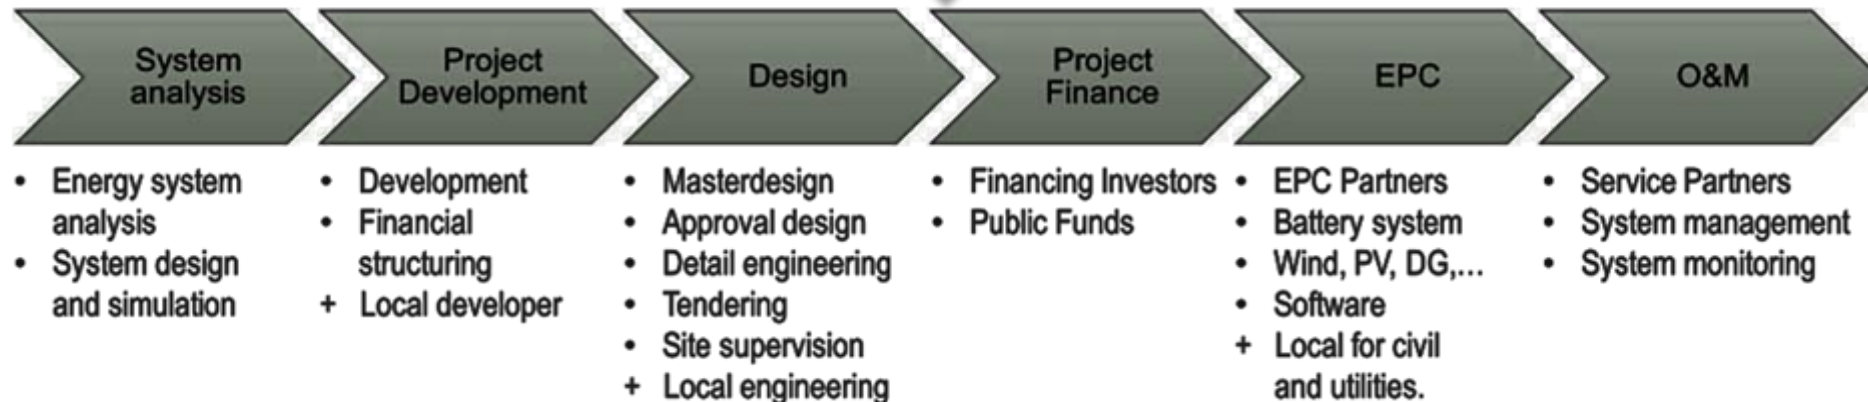 System
analysis
Project
Development
Design
Project
Finance
EPC
O&M
• Energy system
analysis
• System design
and simulation
• Development
• Financial
structuring
+ Local developer
• Masterdesign
• Approval design
• Detail engineering
• Tendering
• Site supervision
+ Local engineering
• Financing Investors
• Public Funds
• EPC Partners
• Battery system
• Wind, PV, DG,...
• Software
+ Local for civil
and utilities.
• Service Partners
• System management
• System monitoring